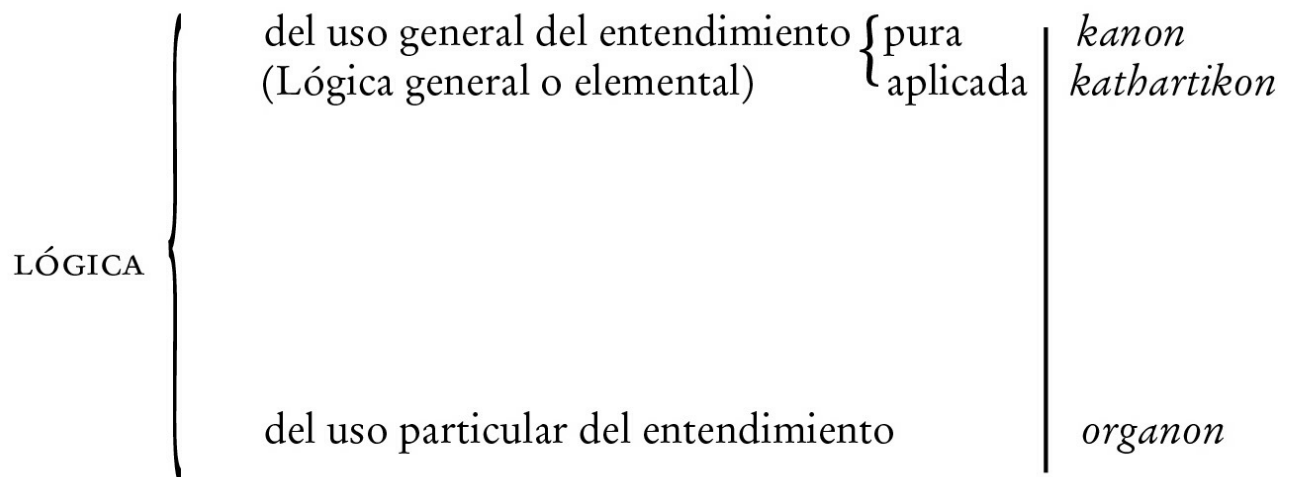 del uso general del entendimiento { pura | kanon
(Lógica general o elemental) aplicada | kathartikon
LÓGICA
del uso particular del entendimiento | organon